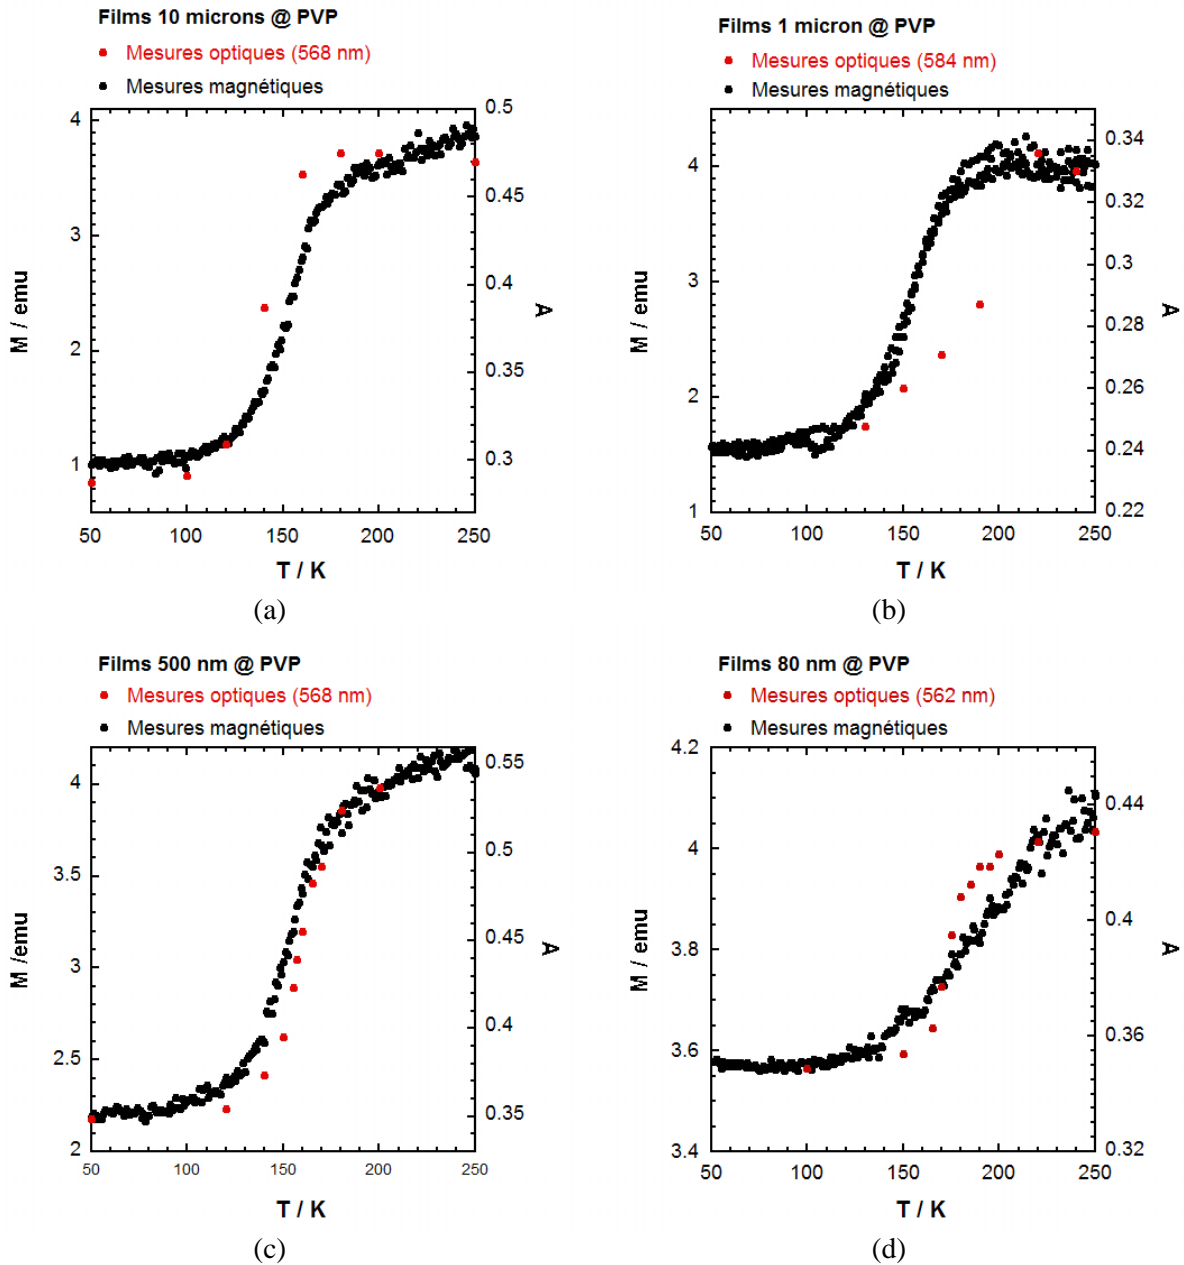 Films 10 microns @ PVP
Mesures optiques (568 nm)
Mesures magnétiques
4
3
2
1
0.5
0.45
0.4
0.35
0.3
M / emu
A
50 100 150 200 250
T / K
(a)
Films 1 micron @ PVP
Mesures optiques (584 nm)
Mesures magnétiques
4
3
2
1
0.34
0.32
0.3
0.28
0.26
0.24
0.22
M / emu
A
50 100 150 200 250
T / K
(b)
Films 500 nm @ PVP
Mesures optiques (568 nm)
Mesures magnétiques
4
3.5
3
2.5
2
0.55
0.5
0.45
0.4
0.35
M /emu
A
50 100 150 200 250
T / K
(c)
Films 80 nm @ PVP
Mesures optiques (562 nm)
Mesures magnétiques
4.2
4
3.8
3.6
3.4
0.44
0.4
0.36
0.32
M / emu
A
50 100 150 200 250
T / K
(d)